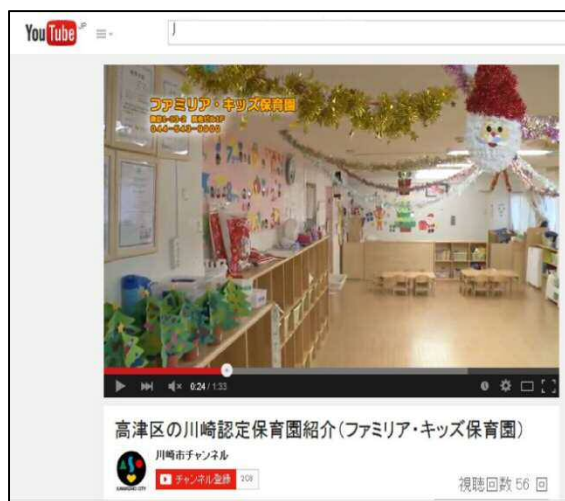 YouTube JP
J
ファミリア・キッズ保育園
0:24 / 1:33
高津区の川崎認定保育園紹介(ファミリア・キッズ保育園)
川崎市チャンネル
チャンネル登録 208
視聴回数 56 回